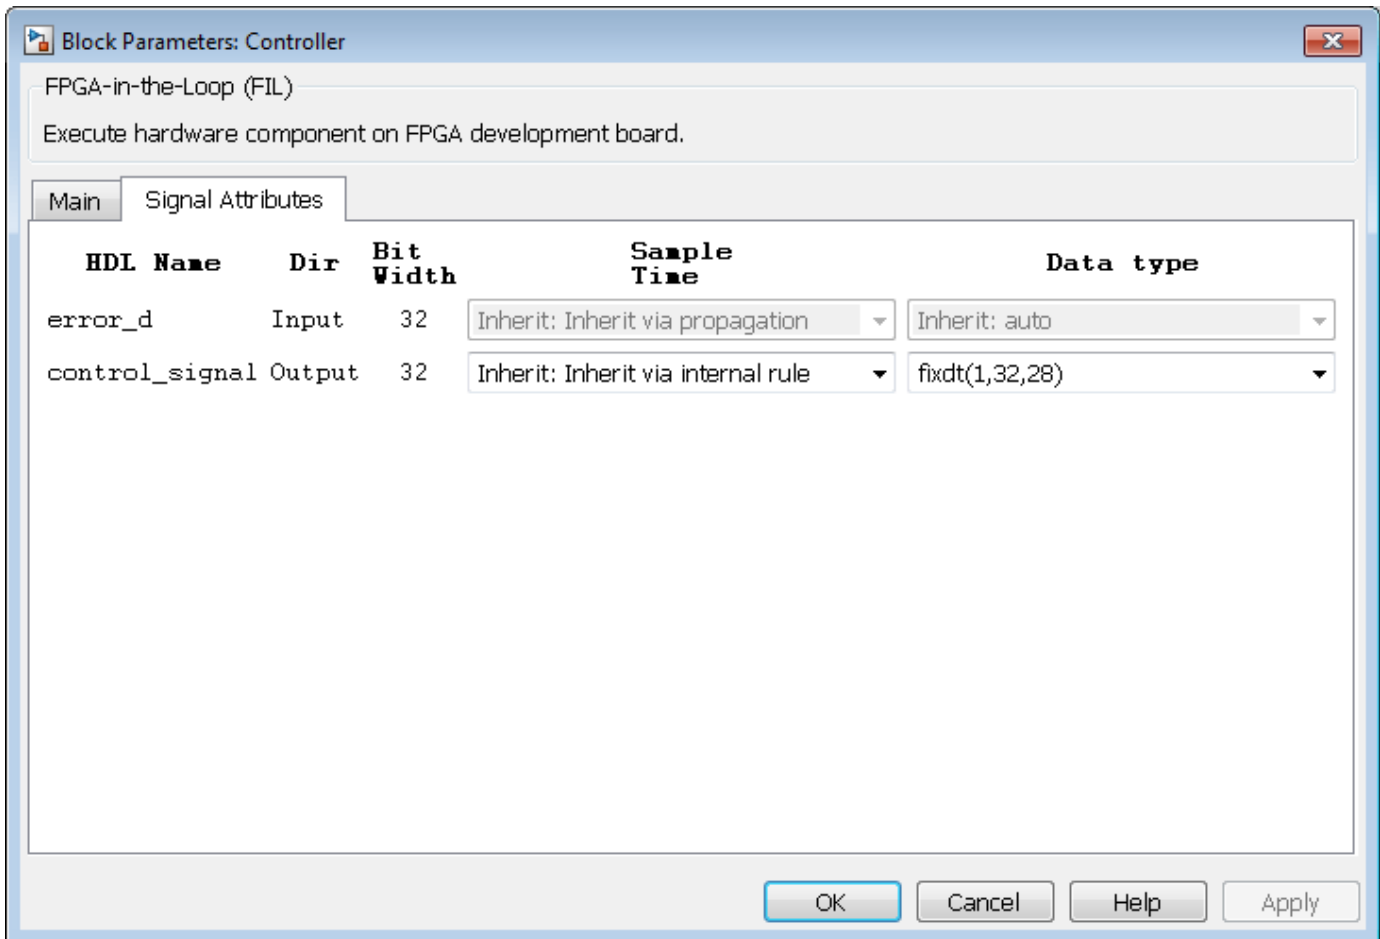 Block Parameters: Controller
FPGA-in-the-Loop (FIL)
Execute hardware component on FPGA development board.
Main Signal Attributes
HDL Name Dir Bit Width Sample Time Data type
error_d Input 32 Inherit: Inherit via propagation Inherit: auto
control_signal Output 32 Inherit: Inherit via internal rule fixdt(1,32,28)
OK Cancel Help Apply